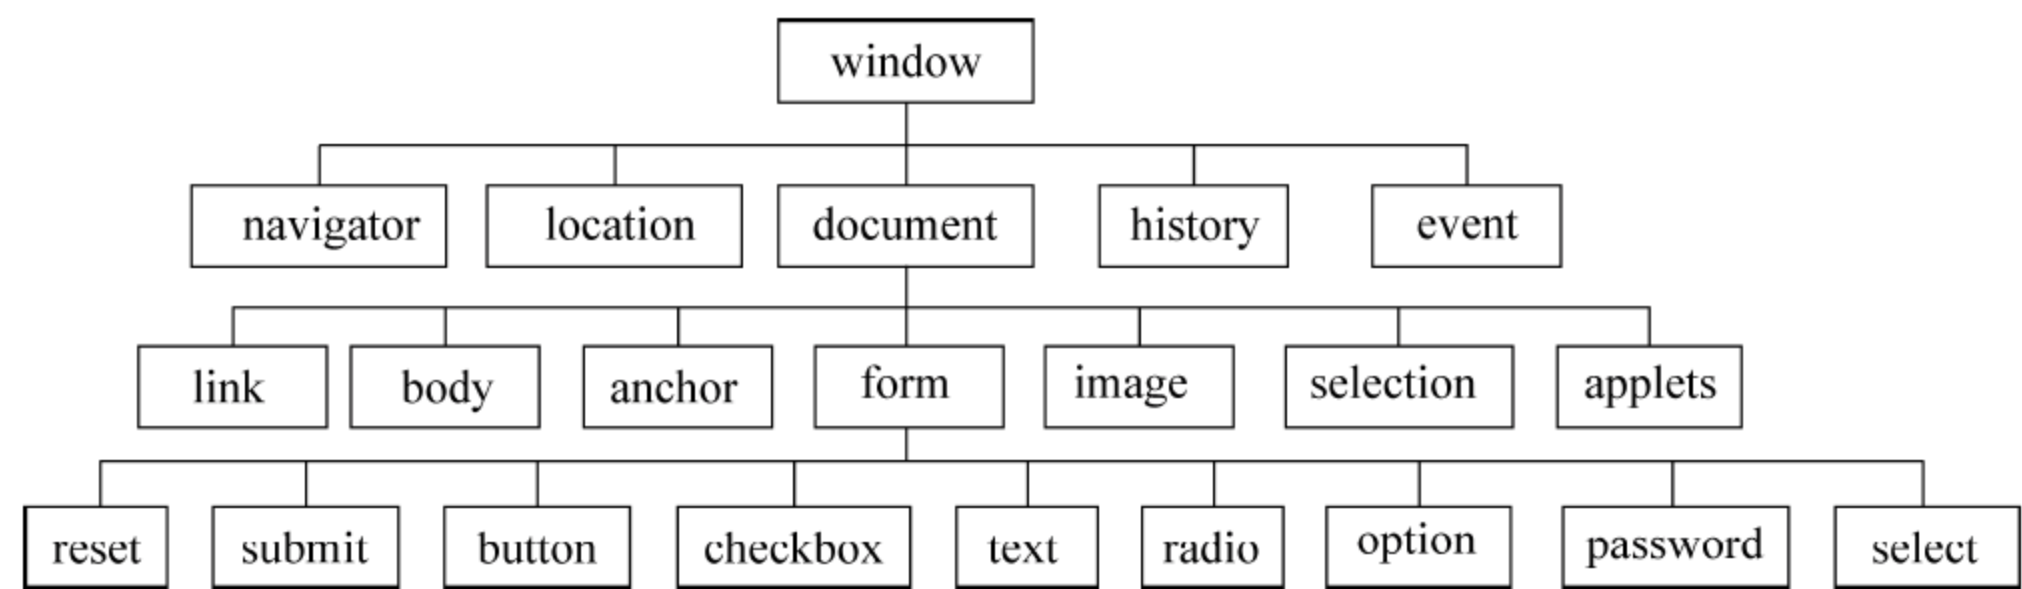 window
navigator location document history event
link body anchor form image selection applets
reset submit button checkbox text radio option password select